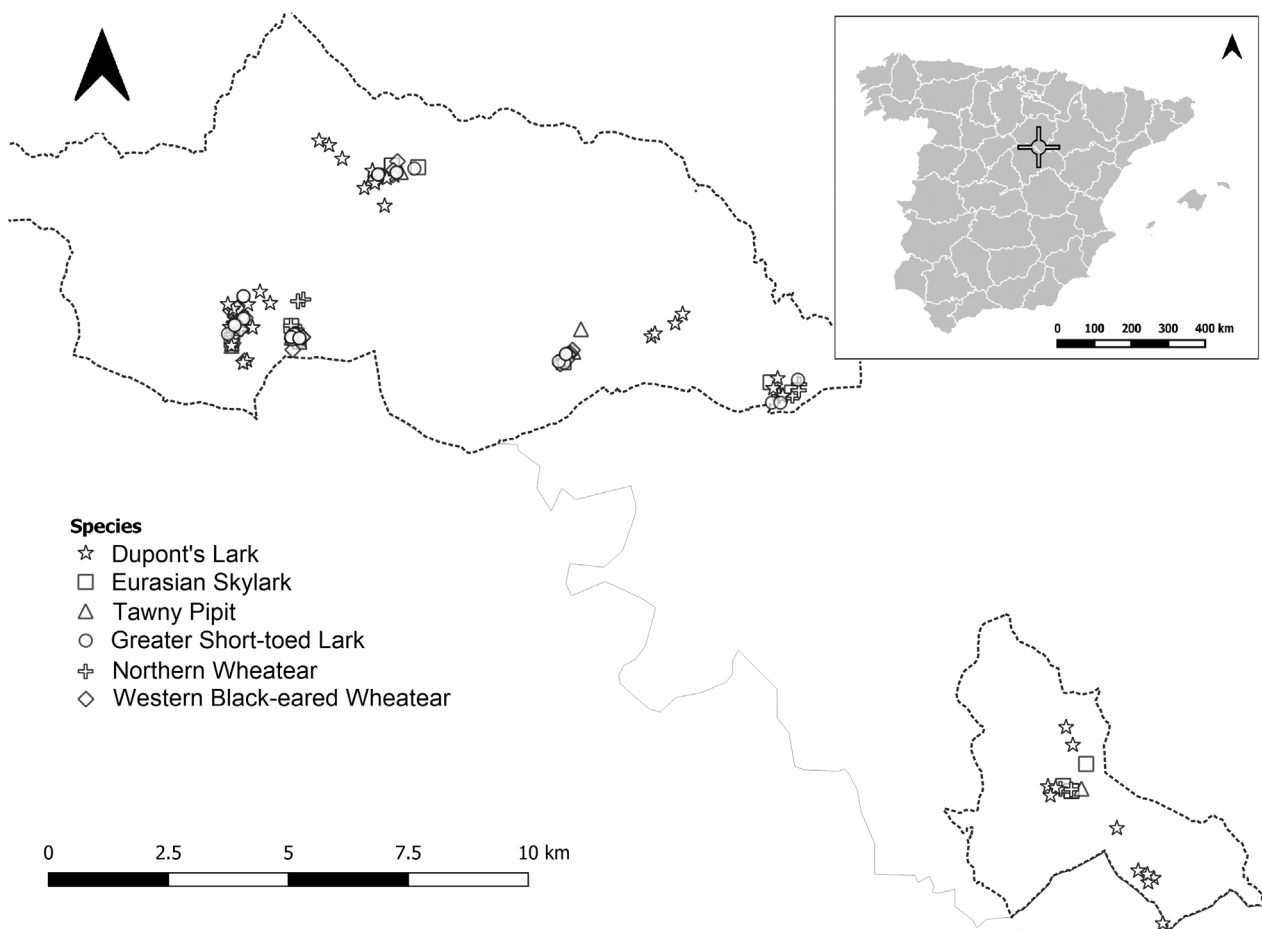 0 100 200 300 400 km
Species
Dupont's Lark
Eurasian Skylark
Tawny Pipit
Greater Short-toed Lark
Northern Wheatear
Western Black-eared Wheatear
0 2.5 5 7.5 10 km